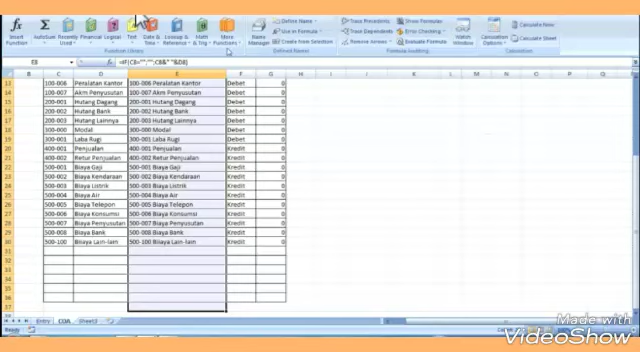 Insert Function
AutoSum Recently Used Financial Logical Text Date & Time Lookup & Reference Math & Trig More Functions
Function Library
Name Manager
Define Name
Use in Formula
Create from Selection
Defined Names
Trace Precedents Show Formulas
Trace Dependents Error Checking
Remove Arrows Evaluate Formula
Formula Auditing
Watch Window
Calculation Options
Calculate Now
Calculate Sheet
Calculation
E8 fx =IF(C8="";"";C8&" "&D8)
B C D E F G H I J K L M N O P
13 100-006 Peralatan Kantor 100-006 Peralatan Kantor Debet 0
14 100-007 Akm Penyusutan 100-007 Akm Penyusutan Debet 0
15 200-001 Hutang Dagang 200-001 Hutang Dagang Debet 0
16 200-002 Hutang Bank 200-002 Hutang Bank Debet 0
17 200-003 Hutang Lainnya 200-003 Hutang Lainnya Debet 0
18 300-000 Modal 300-000 Modal Debet 0
19 300-001 Laba Rugi 300-001 Laba Rugi Debet 0
20 400-001 Penjualan 400-001 Penjualan Kredit 0
21 400-002 Retur Penjualan 400-002 Retur Penjualan Kredit 0
22 500-001 Biaya Gaji 500-001 Biaya Gaji Kredit 0
23 500-002 Biaya Kendaraan 500-002 Biaya Kendaraan Kredit 0
24 500-003 Biaya Listrik 500-003 Biaya Listrik Kredit 0
25 500-004 Biaya Air 500-004 Biaya Air Kredit 0
26 500-005 Biaya Telepon 500-005 Biaya Telepon Kredit 0
27 500-006 Biaya Konsumsi 500-006 Biaya Konsumsi Kredit 0
28 500-007 Biaya Penyusutan 500-007 Biaya Penyusutan Kredit 0
29 500-008 Biaya Bank 500-008 Biaya Bank Kredit 0
30 500-100 Biiaya Lain-lain 500-100 Biiaya Lain-lain Kredit 0
31
32
33
34
35
36
37
Entry COA Sheet3
Ready
Made with
VideoShow